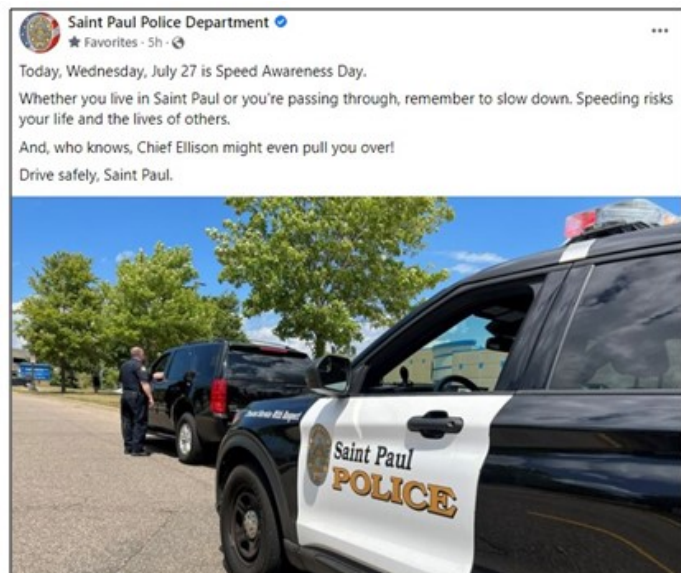 Saint Paul Police Department
Favorites · 5h ·
Today, Wednesday, July 27 is Speed Awareness Day.
Whether you live in Saint Paul or you're passing through, remember to slow down. Speeding risks
your life and the lives of others.
And, who knows, Chief Ellison might even pull you over!
Drive safely, Saint Paul.
Saint Paul
POLICE